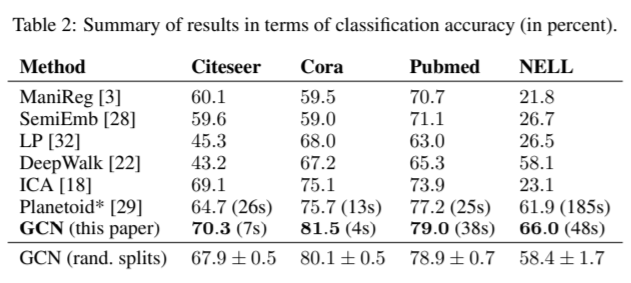 Table 2: Summary of results in terms of classification accuracy (in percent).
Method Citeseer Cora Pubmed NELL
ManiReg [3] 60.1 59.5 70.7 21.8
SemiEmb [28] 59.6 59.0 71.1 26.7
LP [32] 45.3 68.0 63.0 26.5
DeepWalk [22] 43.2 67.2 65.3 58.1
ICA [18] 69.1 75.1 73.9 23.1
Planetoid* [29] 64.7 (26s) 75.7 (13s) 77.2 (25s) 61.9 (185s)
GCN (this paper) 70.3 (7s) 81.5 (4s) 79.0 (38s) 66.0 (48s)
GCN (rand. splits) 67.9 ± 0.5 80.1 ± 0.5 78.9 ± 0.7 58.4 ± 1.7